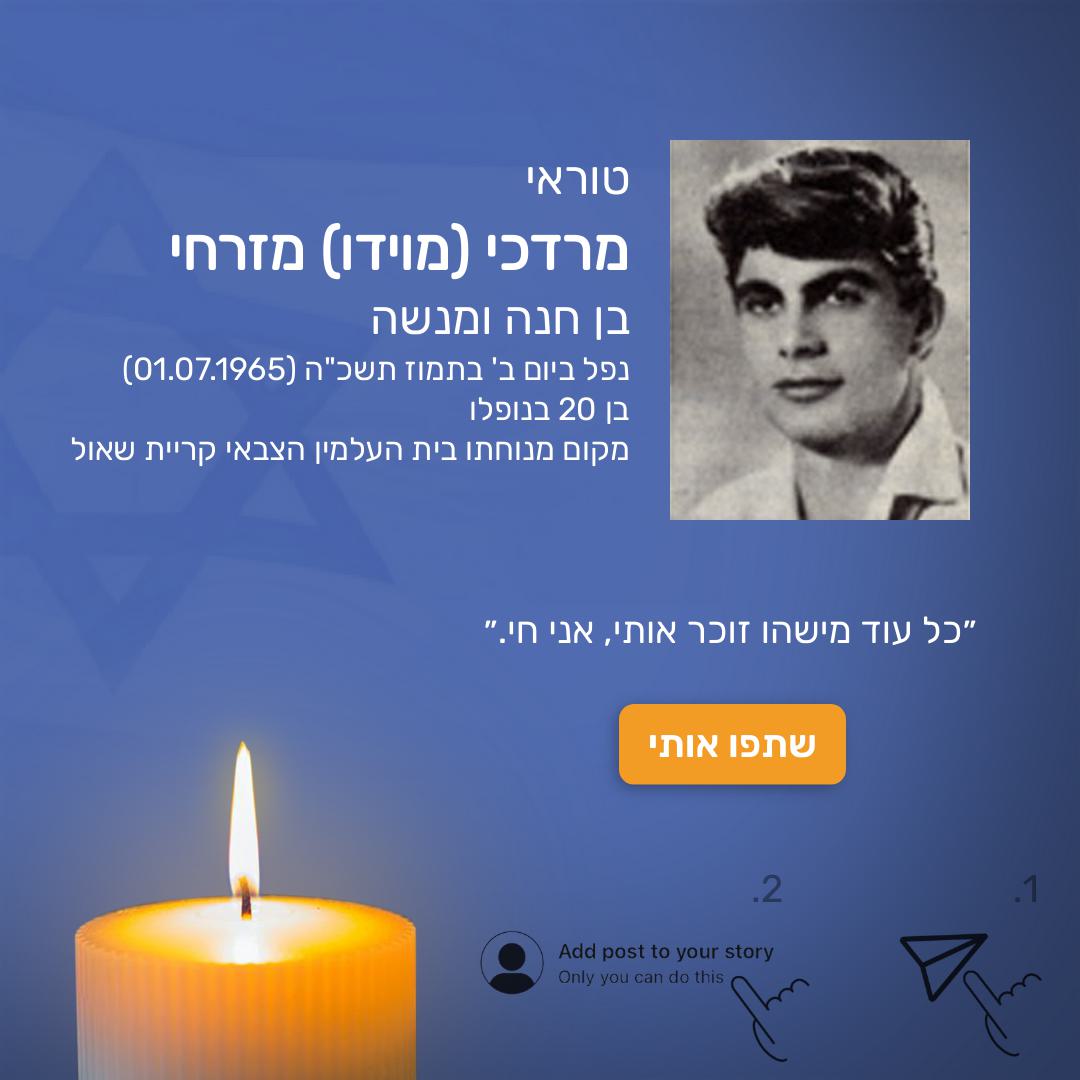 טוראי
מרדכי (מוידו) מזרחי
בן חנה ומנשה
נפל ביום ב' בתמוז תשכ"ה (01.07.1965)
בן 20 בנופלו
מקום מנוחתו בית העלמין הצבאי קריית שאול
״כל עוד מישהו זוכר אותי, אני חי.״
שתפו אותי
.1
.2
Add post to your story
Only you can do this